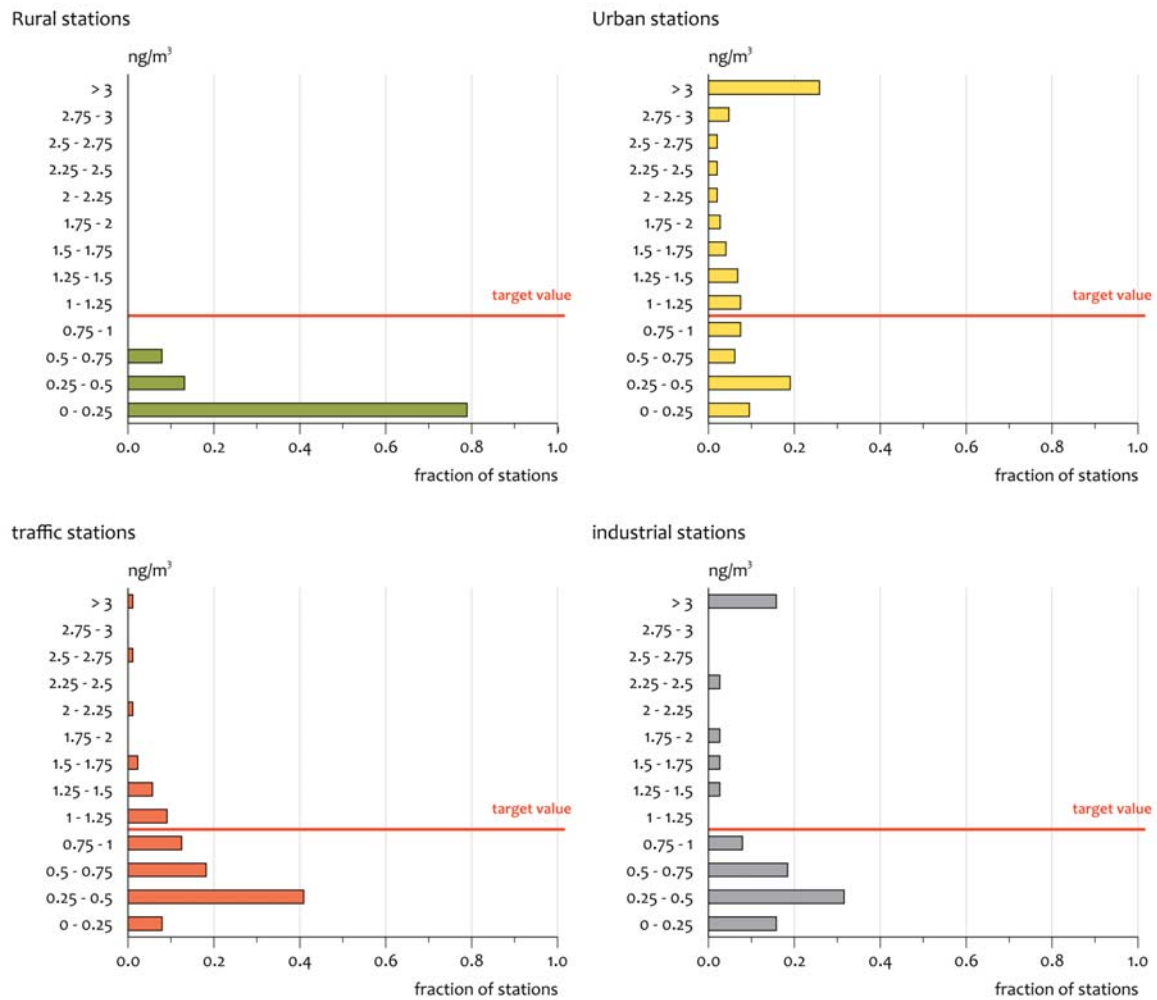 Rural stations
ng/m³
> 3
2.75 - 3
2.5 - 2.75
2.25 - 2.5
2 - 2.25
1.75 - 2
1.5 - 1.75
1.25 - 1.5
1 - 1.25
target value
0.75 - 1
0.5 - 0.75
0.25 - 0.5
0 - 0.25
0.0 0.2 0.4 0.6 0.8 1.0
fraction of stations
Urban stations
ng/m³
> 3
2.75 - 3
2.5 - 2.75
2.25 - 2.5
2 - 2.25
1.75 - 2
1.5 - 1.75
1.25 - 1.5
1 - 1.25
target value
0.75 - 1
0.5 - 0.75
0.25 - 0.5
0 - 0.25
0.0 0.2 0.4 0.6 0.8 1.0
fraction of stations
traffic stations
ng/m³
> 3
2.75 - 3
2.5 - 2.75
2.25 - 2.5
2 - 2.25
1.75 - 2
1.5 - 1.75
1.25 - 1.5
1 - 1.25
target value
0.75 - 1
0.5 - 0.75
0.25 - 0.5
0 - 0.25
0.0 0.2 0.4 0.6 0.8 1.0
fraction of stations
industrial stations
ng/m³
> 3
2.75 - 3
2.5 - 2.75
2.25 - 2.5
2 - 2.25
1.75 - 2
1.5 - 1.75
1.25 - 1.5
1 - 1.25
target value
0.75 - 1
0.5 - 0.75
0.25 - 0.5
0 - 0.25
0.0 0.2 0.4 0.6 0.8 1.0
fraction of stations